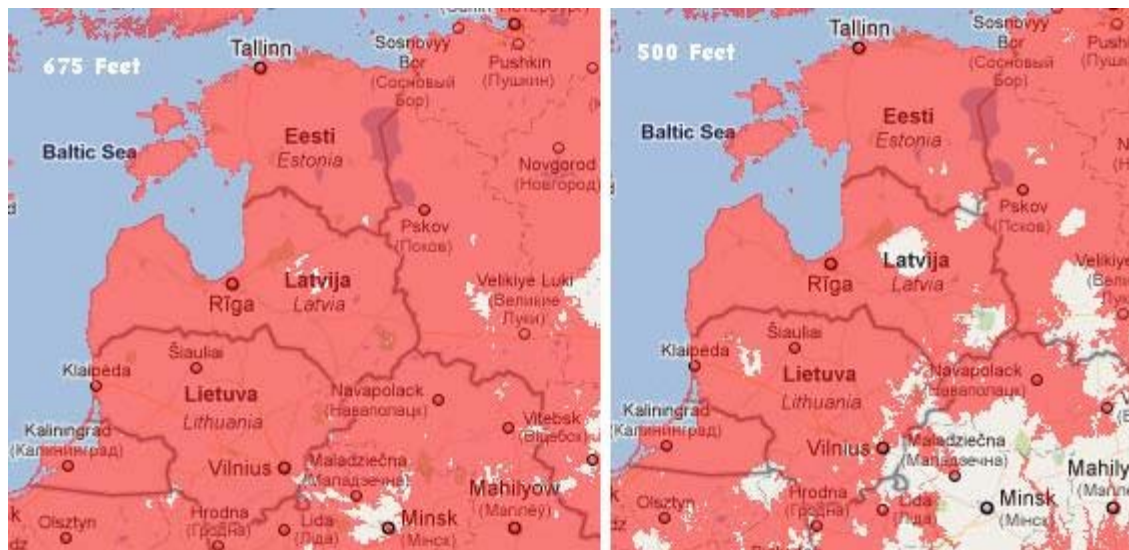 675 Feet
Tallinn
Sosnovyy
Bor
(Сосновый
Бор)
Pushkin
(Пушкин)
Baltic Sea
Eesti
Estonia
Novgorod
(Новгород)
Pskov
(Псков)
Latvija
Latvia
Rīga
Velikiye Luki
(Великие
Луки)
Klaipeda
Šiauliai
Lietuva
Lithuania
Navapolack
(Наваполацк)
Kaliningrad
(Калининград)
Vitebsk
(Віцебск)
Vilnius
Maladziečna
(Маладзечна)
Mahilyow
Olsztyn
Hrodna
(Гродна)
Lida
(Ліда)
Minsk
(Мінск)
500 Feet
Tallinn
Sosnovyy
Bor
(Сосновый
Бор)
Baltic Sea
Eesti
Estonia
Pskov
(Псков)
Latvija
Latvia
Rīga
Velikiye
Klaipeda
Šiauliai
Lietuva
Lithuania
Navapolack
(Наваполацк)
Kaliningrad
(Калининград)
Vilnius
Maladziečna
(Маладзечна)
Olsztyn
Hrodna
(Гродна)
Lida
(Ліда)
Minsk
(Мінск)